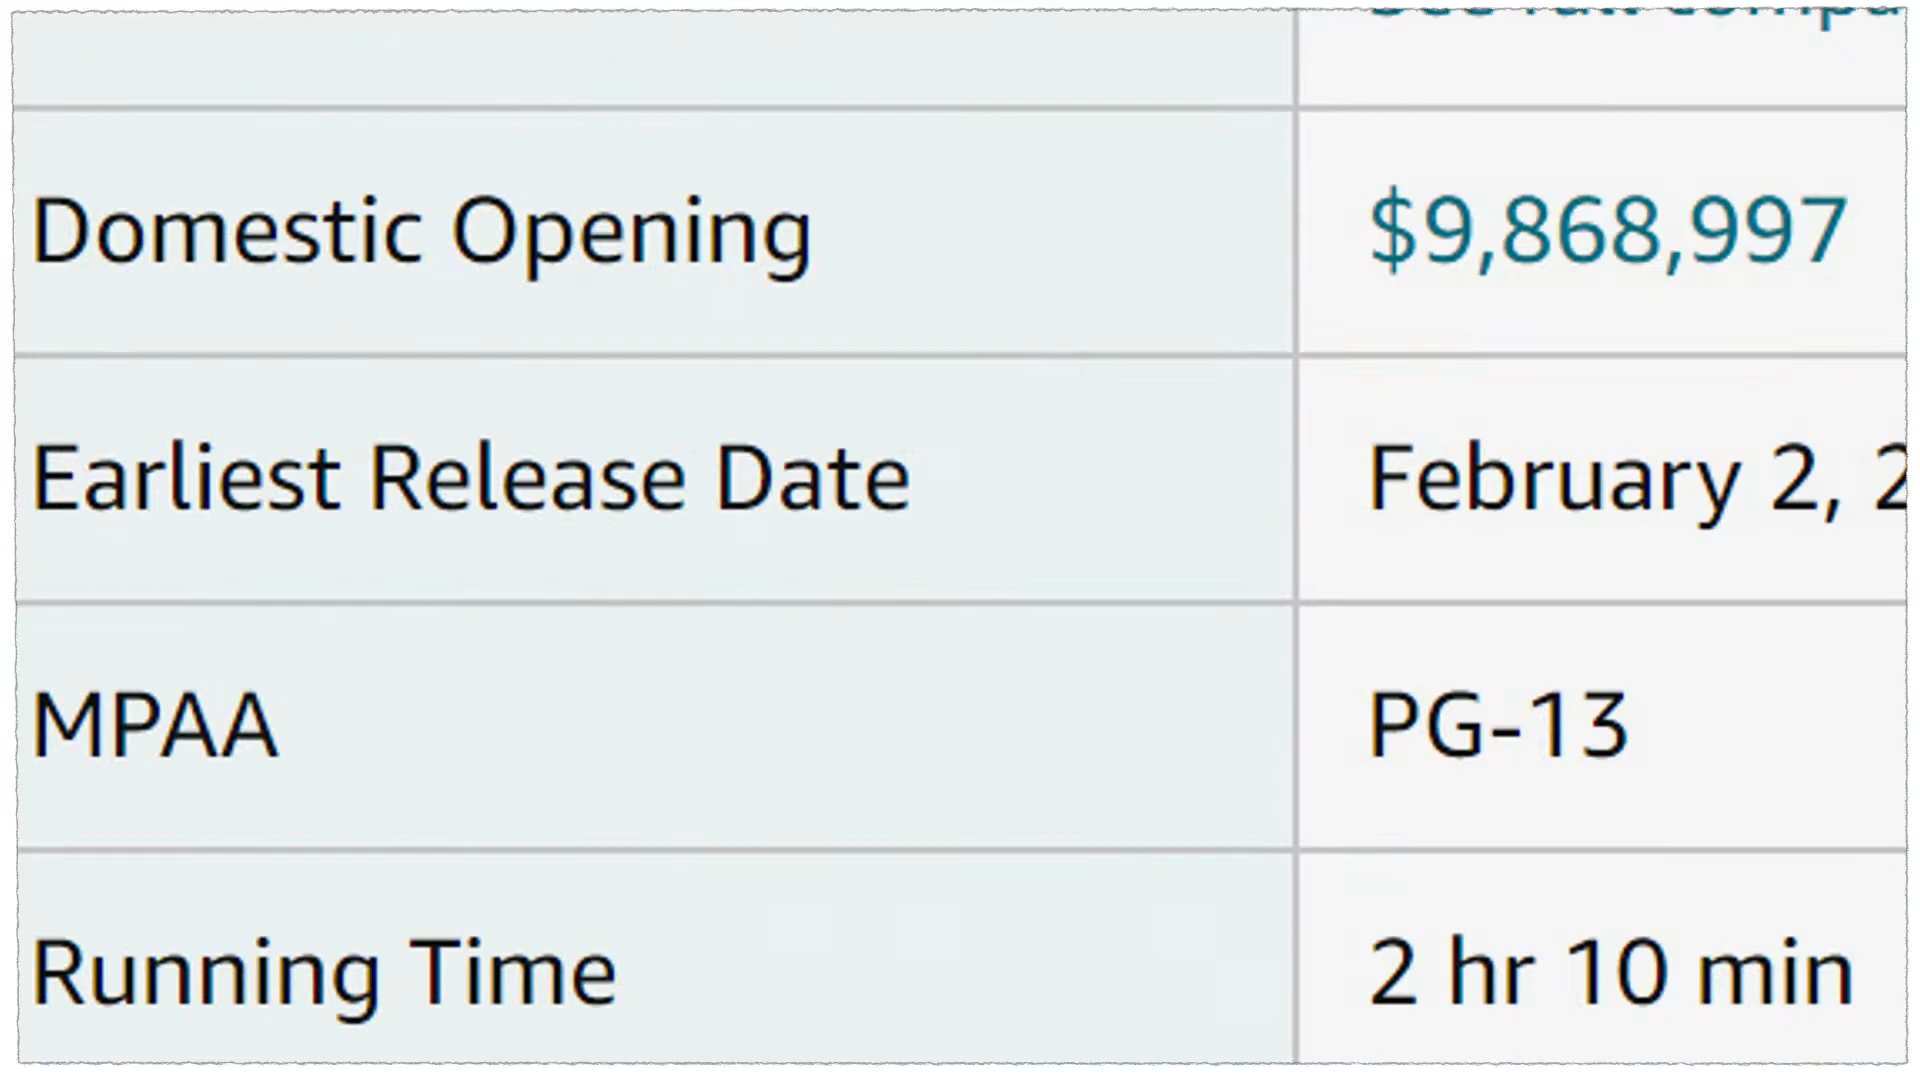 Domestic Opening $9,868,997
Earliest Release Date February 2, 2
MPAA PG-13
Running Time 2 hr 10 min